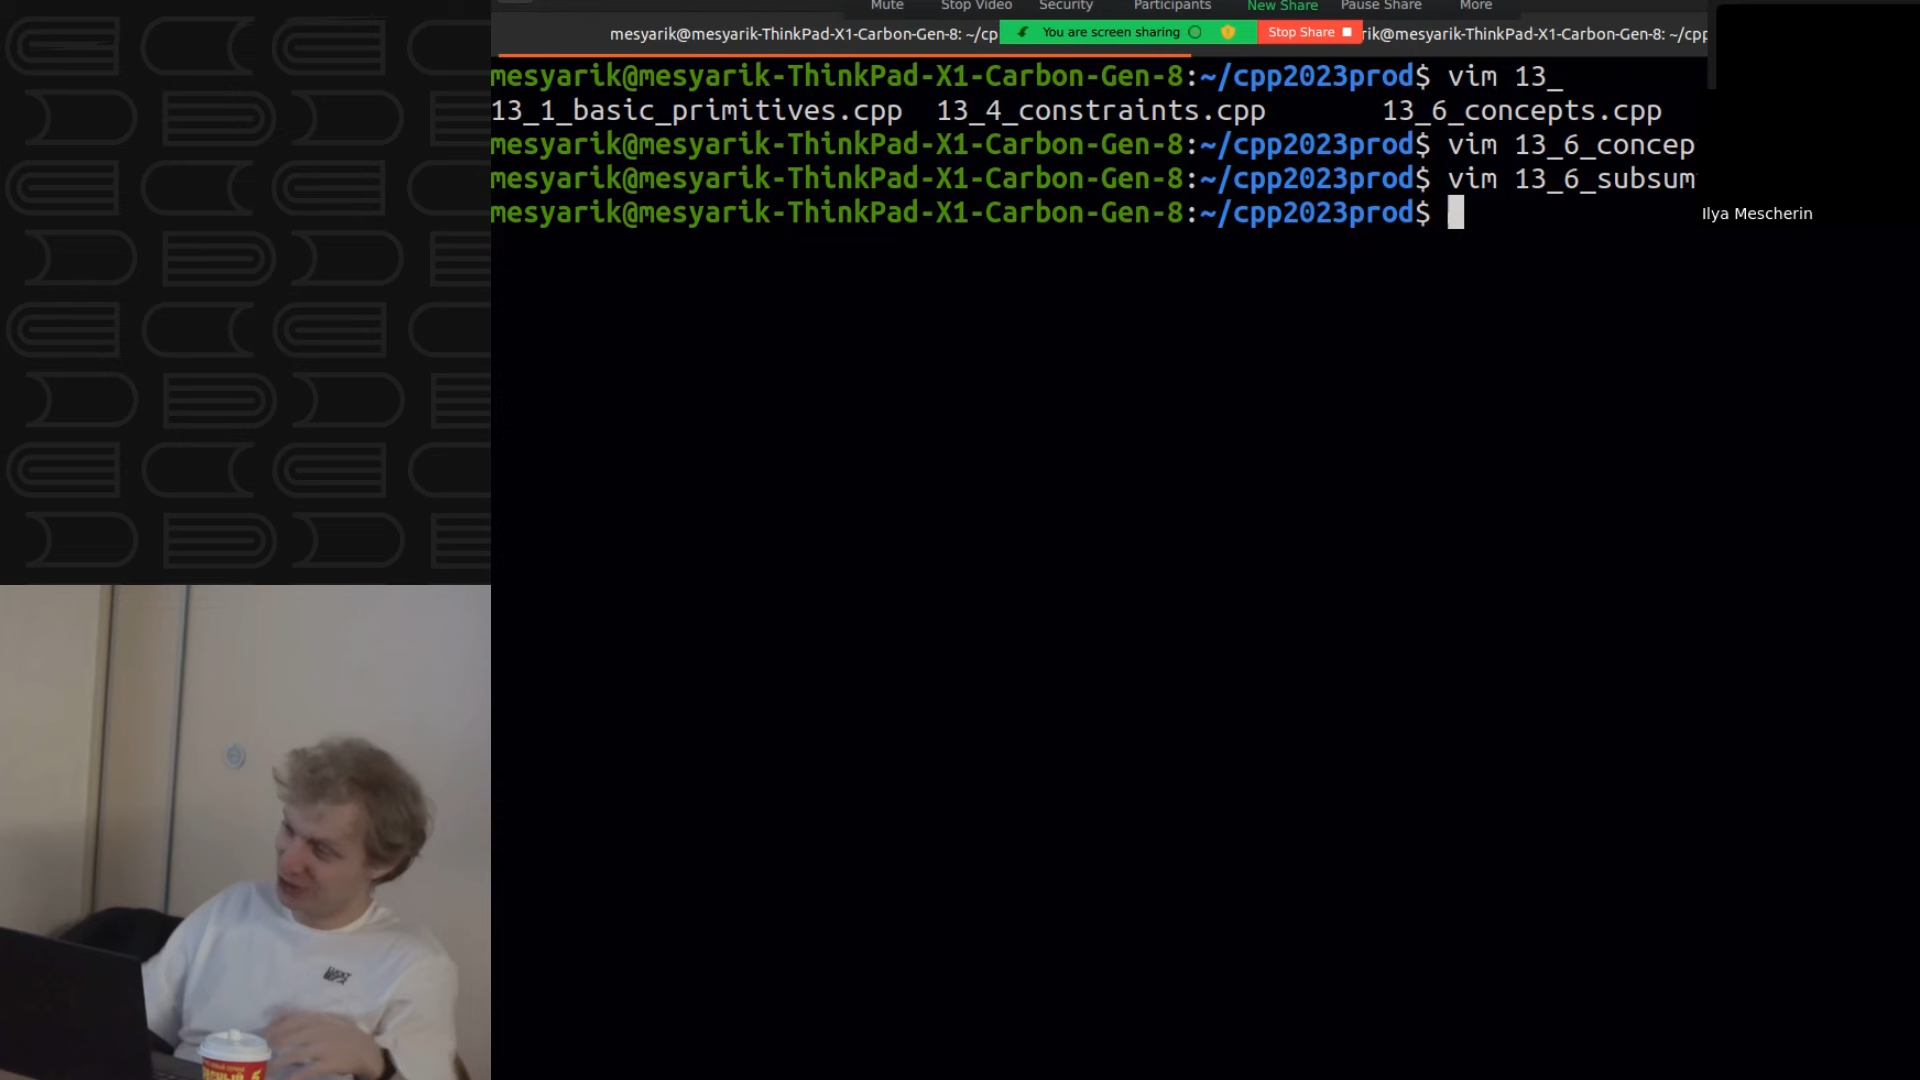 Mute Stop Video Security Participants New Share Pause Share More
mesyarik@mesyarik-ThinkPad-X1-Carbon-Gen-8: ~/cp You are screen sharing Stop Share rik@mesyarik-ThinkPad-X1-Carbon-Gen-8: ~/cpp
mesyarik@mesyarik-ThinkPad-X1-Carbon-Gen-8:~/cpp2023prod$ vim 13_
13_1_basic_primitives.cpp 13_4_constraints.cpp 13_6_concepts.cpp
mesyarik@mesyarik-ThinkPad-X1-Carbon-Gen-8:~/cpp2023prod$ vim 13_6_concep
mesyarik@mesyarik-ThinkPad-X1-Carbon-Gen-8:~/cpp2023prod$ vim 13_6_subsum
mesyarik@mesyarik-ThinkPad-X1-Carbon-Gen-8:~/cpp2023prod$
Ilya Mescherin